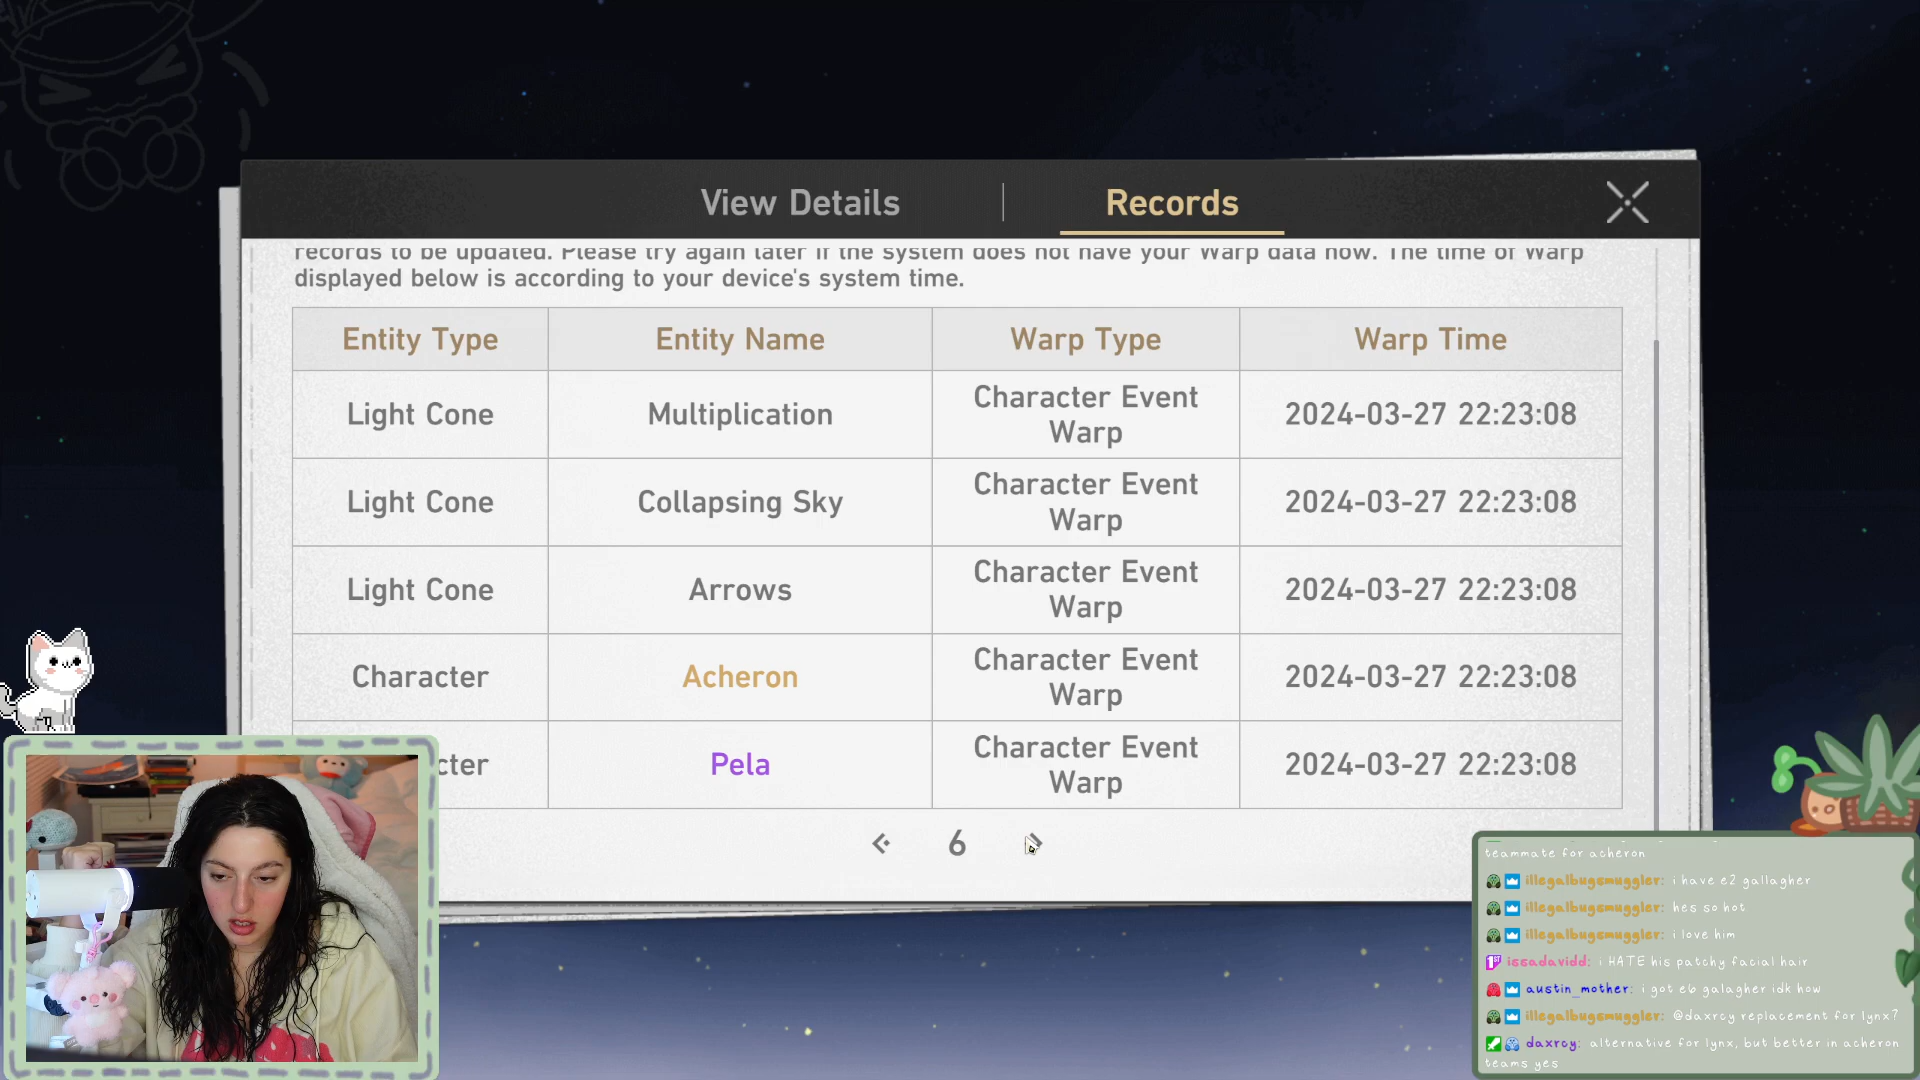 View Details
Records
records to be updated. Please try again later if the system does not have your Warp data now. The time of Warp
displayed below is according to your device's system time.
Entity Type Entity Name Warp Type Warp Time
Light Cone Multiplication Character Event Warp 2024-03-27 22:23:08
Light Cone Collapsing Sky Character Event Warp 2024-03-27 22:23:08
Light Cone Arrows Character Event Warp 2024-03-27 22:23:08
Character Acheron Character Event Warp 2024-03-27 22:23:08
cter Pela Character Event Warp 2024-03-27 22:23:08
6
teammate for acheron
illegalbugsmuggler: i have e2 gallagher
illegalbugsmuggler: hes so hot
illegalbugsmuggler: i love him
issadavidd: i HATE his patchy facial hair
austin_mother: i got e6 galagher idk how
illegalbugsmuggler: @daxrcy replacement for lynx?
daxrcy: alternative for lynx, but better in acheron
teams yes